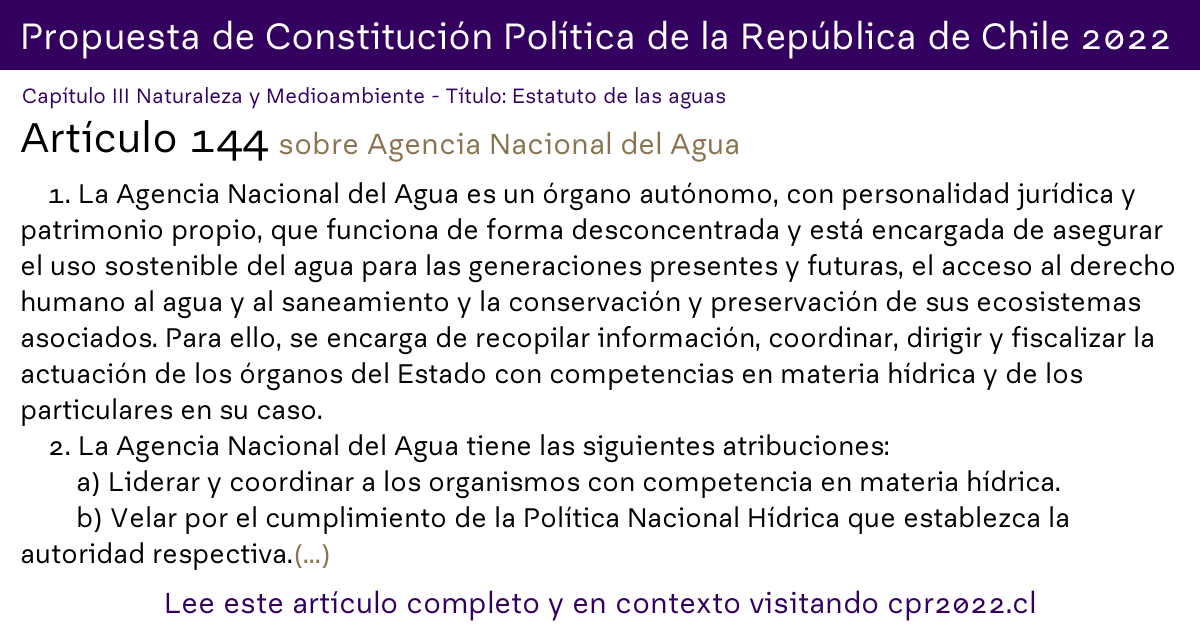 Propuesta de Constitución Política de la República de Chile 2022
Capítulo III Naturaleza y Medioambiente - Título: Estatuto de las aguas
Artículo 144 sobre Agencia Nacional del Agua
1. La Agencia Nacional del Agua es un órgano autónomo, con personalidad jurídica y
patrimonio propio, que funciona de forma desconcentrada y está encargada de asegurar
el uso sostenible del agua para las generaciones presentes y futuras, el acceso al derecho
humano al agua y al saneamiento y la conservación y preservación de sus ecosistemas
asociados. Para ello, se encarga de recopilar información, coordinar, dirigir y fiscalizar la
actuación de los órganos del Estado con competencias en materia hídrica y de los
particulares en su caso.
2. La Agencia Nacional del Agua tiene las siguientes atribuciones:
a) Liderar y coordinar a los organismos con competencia en materia hídrica.
b) Velar por el cumplimiento de la Política Nacional Hídrica que establezca la
autoridad respectiva.(...)
Lee este artículo completo y en contexto visitando cpr2022.cl